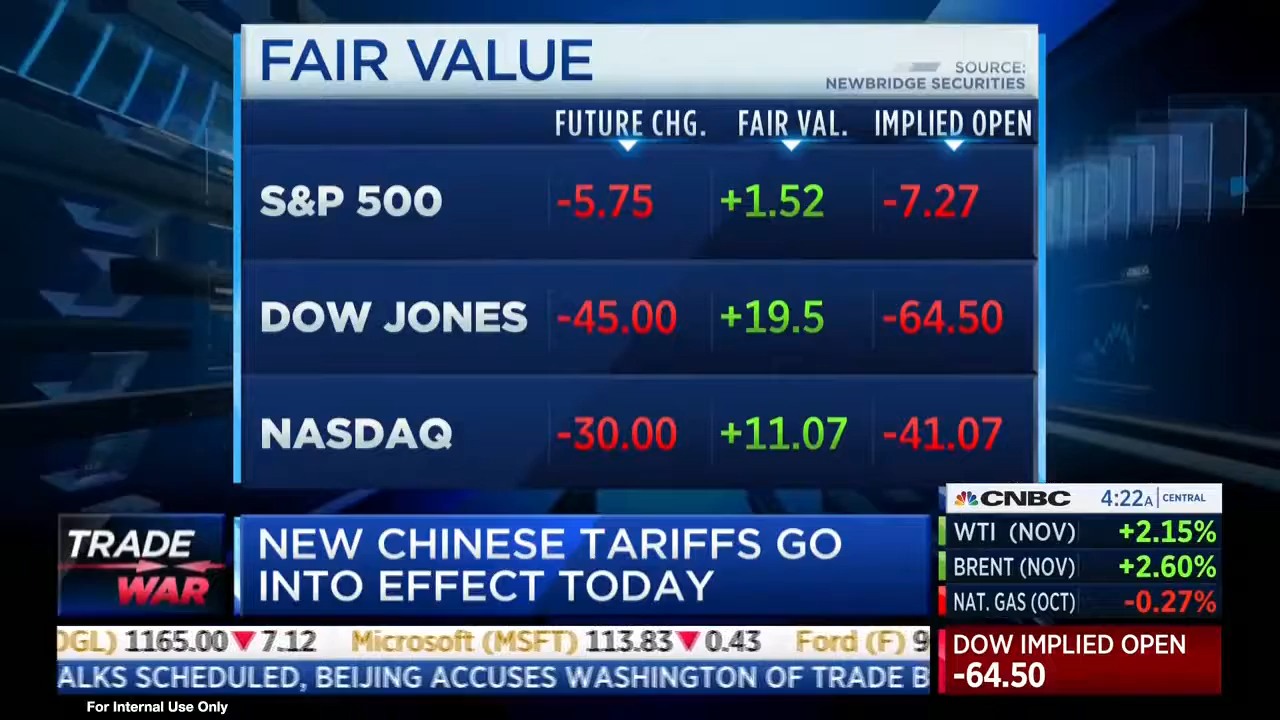 FAIR VALUE
SOURCE:
NEWBRIDGE SECURITIES
FUTURE CHG. FAIR VAL. IMPLIED OPEN
S&P 500 -5.75 +1.52 -7.27
DOW JONES -45.00 +19.5 -64.50
NASDAQ -30.00 +11.07 -41.07
CNBC 4:22A CENTRAL
WTI (NOV) +2.15%
BRENT (NOV) +2.60%
NAT. GAS (OCT) -0.27%
DOW IMPLIED OPEN
-64.50
TRADE
WAR
NEW CHINESE TARIFFS GO
INTO EFFECT TODAY
OGL) 1165.00▼7.12 Microsoft (MSFT) 113.83▼0.43 Ford (F) 9
ALKS SCHEDULED, BEIJING ACCUSES WASHINGTON OF TRADE B
For Internal Use Only